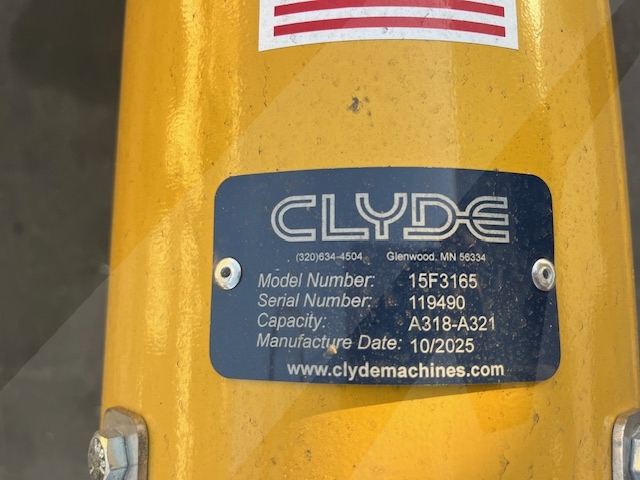 CLYDE
(320)634-4504 Glenwood, MN 56334
Model Number: 15F3165
Serial Number: 119490
Capacity: A318-A321
Manufacture Date: 10/2025
www.clydemachines.com